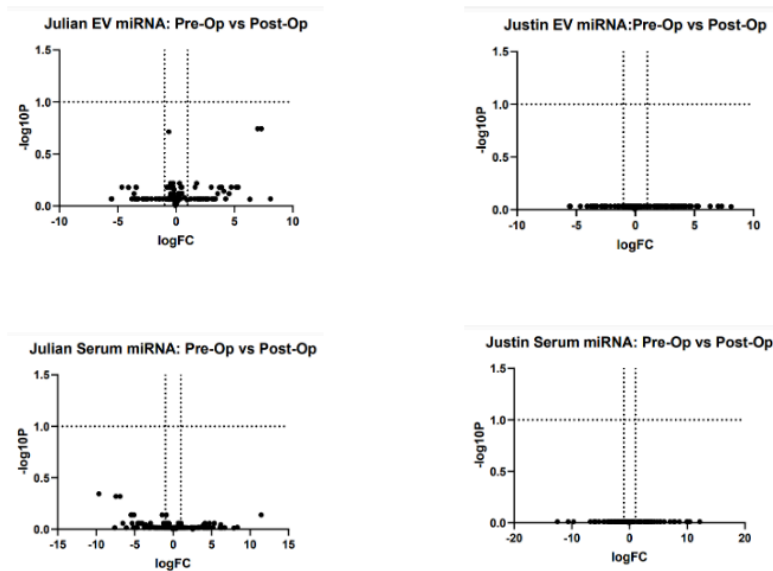 Julian EV miRNA: Pre-Op vs Post-Op
1.5
1.0
0.5
0.0
-log10P
-10 -5 0 5 10
logFC
Justin EV miRNA:Pre-Op vs Post-Op
1.5
1.0
0.5
0.0
-log10P
-10 -5 0 5 10
logFC
Julian Serum miRNA: Pre-Op vs Post-Op
1.5
1.0
0.5
0.0
-log10P
-15 -10 -5 0 5 10 15
logFC
Justin Serum miRNA: Pre-Op vs Post-Op
1.5
1.0
0.5
0.0
-log10P
-20 -10 0 10 20
logFC